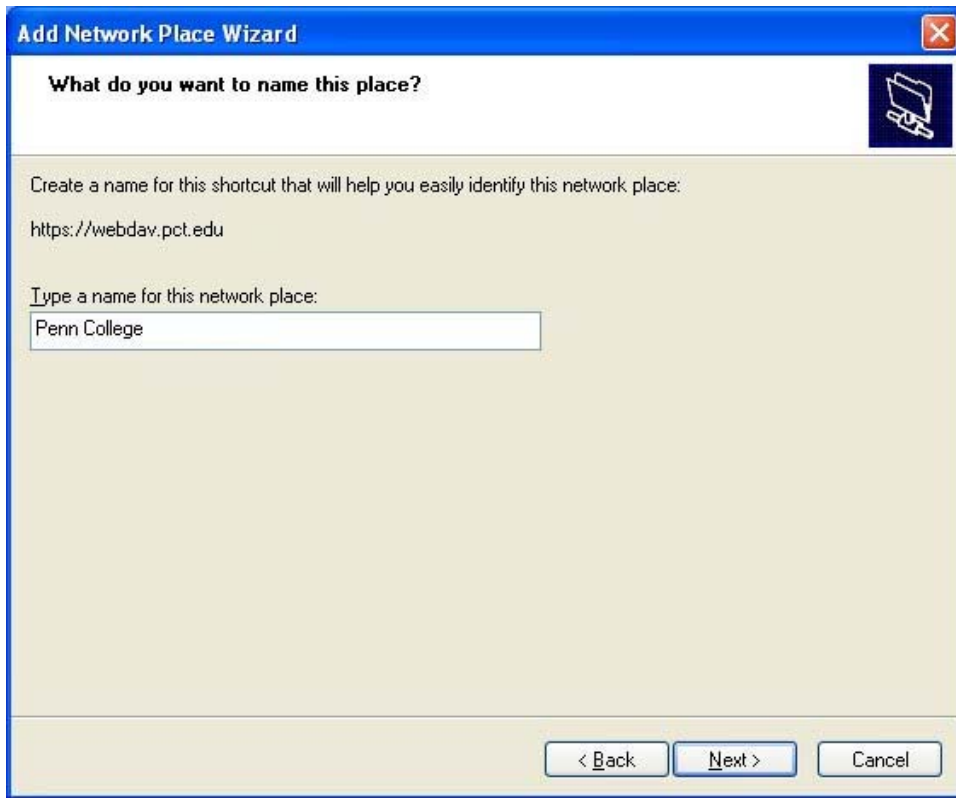 Add Network Place Wizard
What do you want to name this place?
Create a name for this shortcut that will help you easily identify this network place:
https://webdav.pct.edu
Type a name for this network place:
Penn College
< Back Next > Cancel